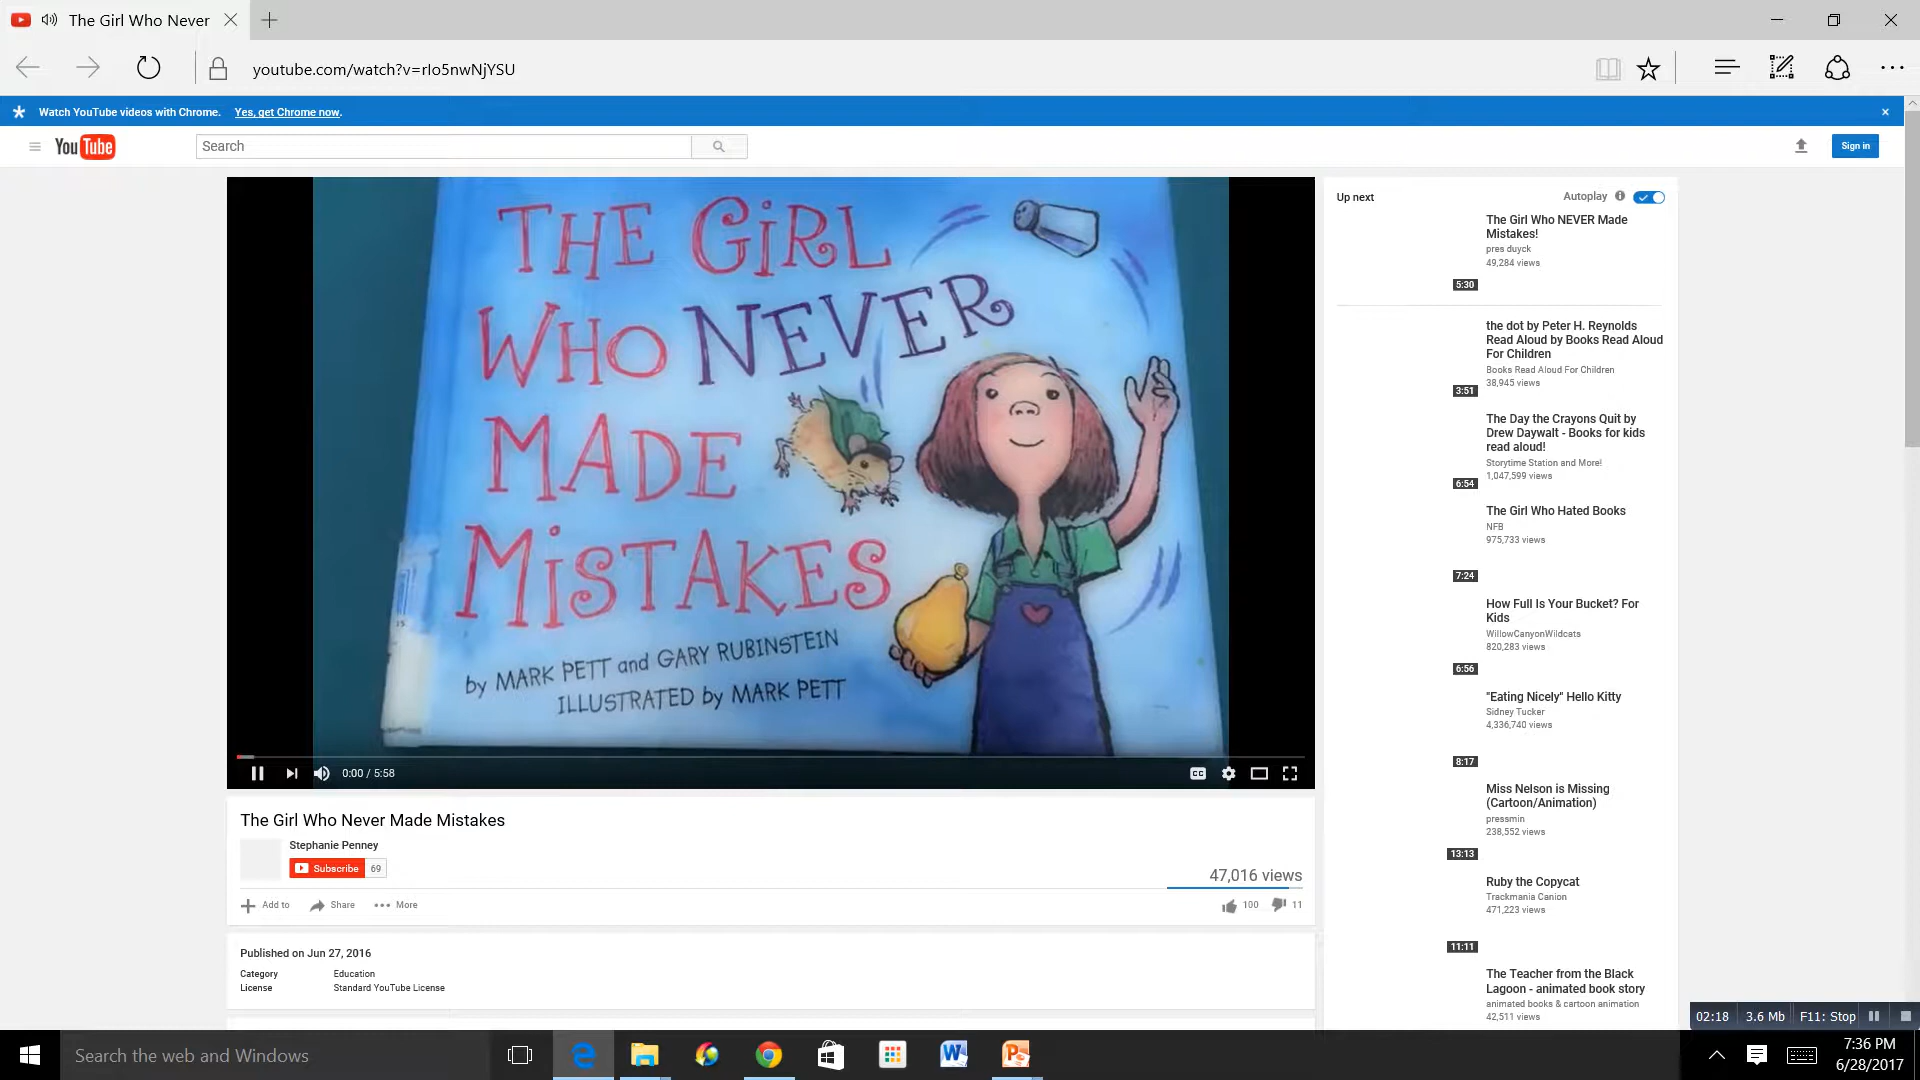 The Girl Who Never
youtube.com/watch?v=rIo5nwNjYSU
Watch YouTube videos with Chrome. Yes, get Chrome now.
YouTube
Search
Sign in
THE GiRL
WHO NEVER
MADE
MiSTAKES
by MARK PETT and GARY RUBINSTEIN
ILLUSTRATED by MARK PETT
0:00 / 5:58
CC
The Girl Who Never Made Mistakes
Stephanie Penney
Subscribe 69
47,016 views
Add to Share More
100 11
Published on Jun 27, 2016
Category Education
License Standard YouTube License
Up next Autoplay
The Girl Who NEVER Made
Mistakes!
pres duyck
49,284 views
5:30
the dot by Peter H. Reynolds
Read Aloud by Books Read Aloud
For Children
Books Read Aloud For Children
38,945 views
3:51
The Day the Crayons Quit by
Drew Daywalt - Books for kids
read aloud!
Storytime Station and More!
1,047,599 views
6:54
The Girl Who Hated Books
NFB
975,733 views
7:24
How Full Is Your Bucket? For
Kids
WillowCanyonWildcats
820,283 views
6:56
"Eating Nicely" Hello Kitty
Sidney Tucker
4,336,740 views
8:17
Miss Nelson is Missing
(Cartoon/Animation)
pressmin
238,552 views
13:13
Ruby the Copycat
Trackmania Canion
471,223 views
11:11
The Teacher from the Black
Lagoon - animated book story
animated books & cartoon animation
42,511 views
02:18 3.6 Mb F11: Stop
Search the web and Windows
7:36 PM
6/28/2017